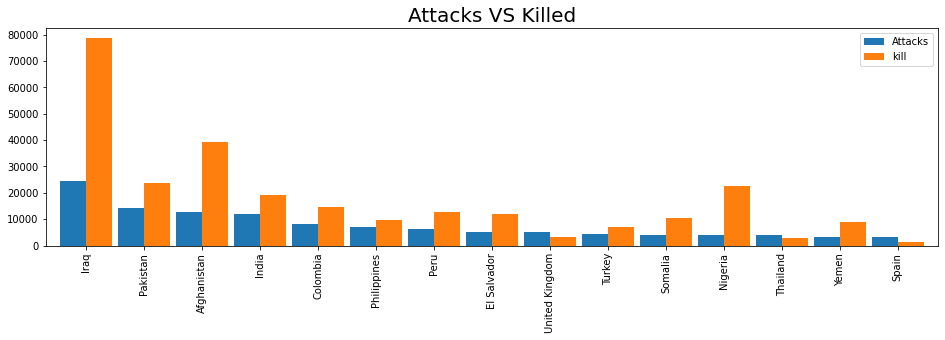 Attacks VS Killed
Attacks
kill
80000
70000
60000
50000
40000
30000
20000
10000
0
Iraq
Pakistan
Afghanistan
India
Colombia
Philippines
Peru
El Salvador
United Kingdom
Turkey
Somalia
Nigeria
Thailand
Yemen
Spain